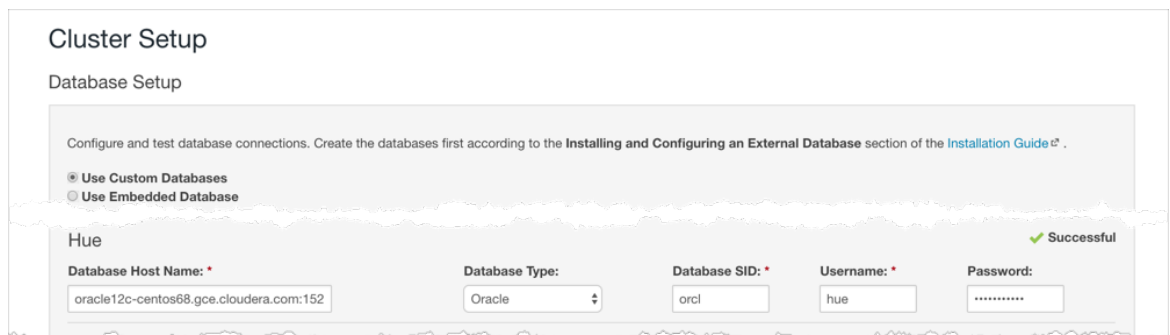 Cluster Setup
Database Setup
Configure and test database connections. Create the databases first according to the Installing and Configuring an External Database section of the Installation Guide .
Use Custom Databases
Use Embedded Database
Hue
Successful
Database Host Name: * Database Type: Database SID: * Username: * Password:
oracle12c-centos68.gce.cloudera.com:152 Oracle orcl hue •••••••••••